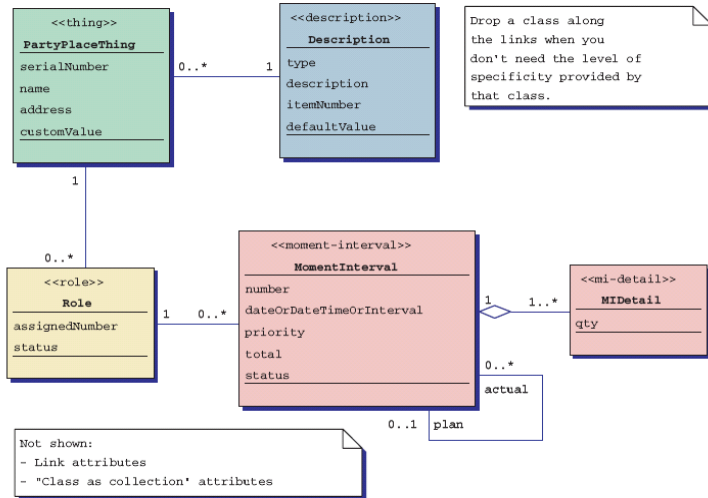 <<thing>>
PartyPlaceThing
serialNumber
name
address
customValue
0..*
1
<<description>>
Description
type
description
itemNumber
defaultValue
Drop a class along
the links when you
don't need the level of
specificity provided by
that class.
1
0..*
<<role>>
Role
assignedNumber
status
1
0..*
<<moment-interval>>
MomentInterval
number
dateOrDateTimeOrInterval
priority
total
status
1
1..*
<<mi-detail>>
MIDetail
qty
0..*
actual
0..1
plan
Not shown:
- Link attributes
- "Class as collection" attributes